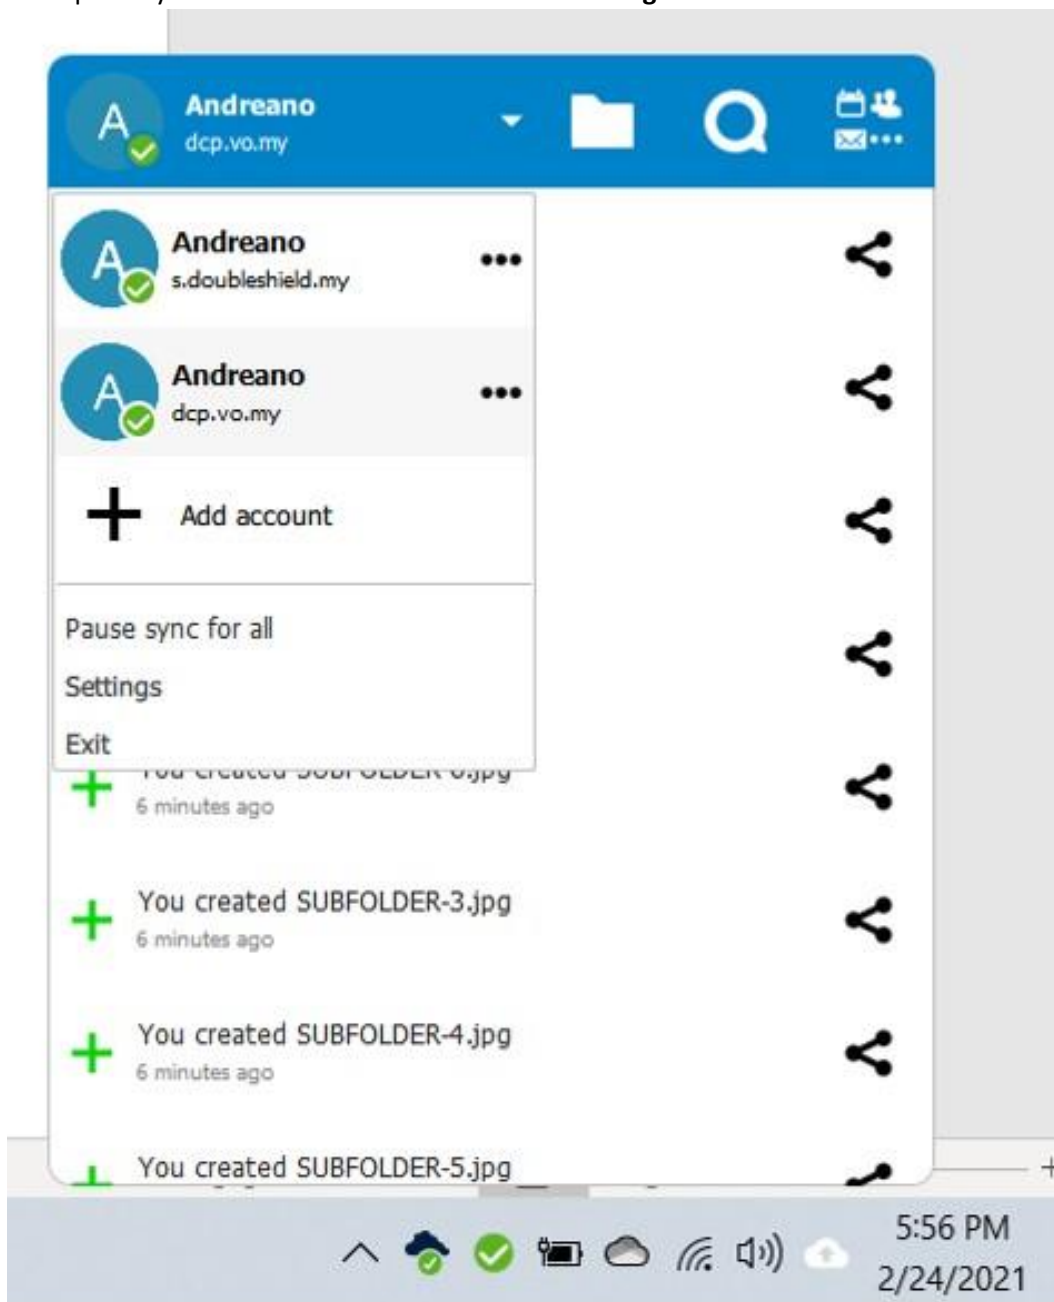 Andreano
dcp.vo.my
Andreano
s.doubleshield.my
Andreano
dcp.vo.my
Add account
Pause sync for all
Settings
Exit
You created
6 minutes ago
You created SUBFOLDER-3.jpg
6 minutes ago
You created SUBFOLDER-4.jpg
6 minutes ago
You created SUBFOLDER-5.jpg
5:56 PM
2/24/2021